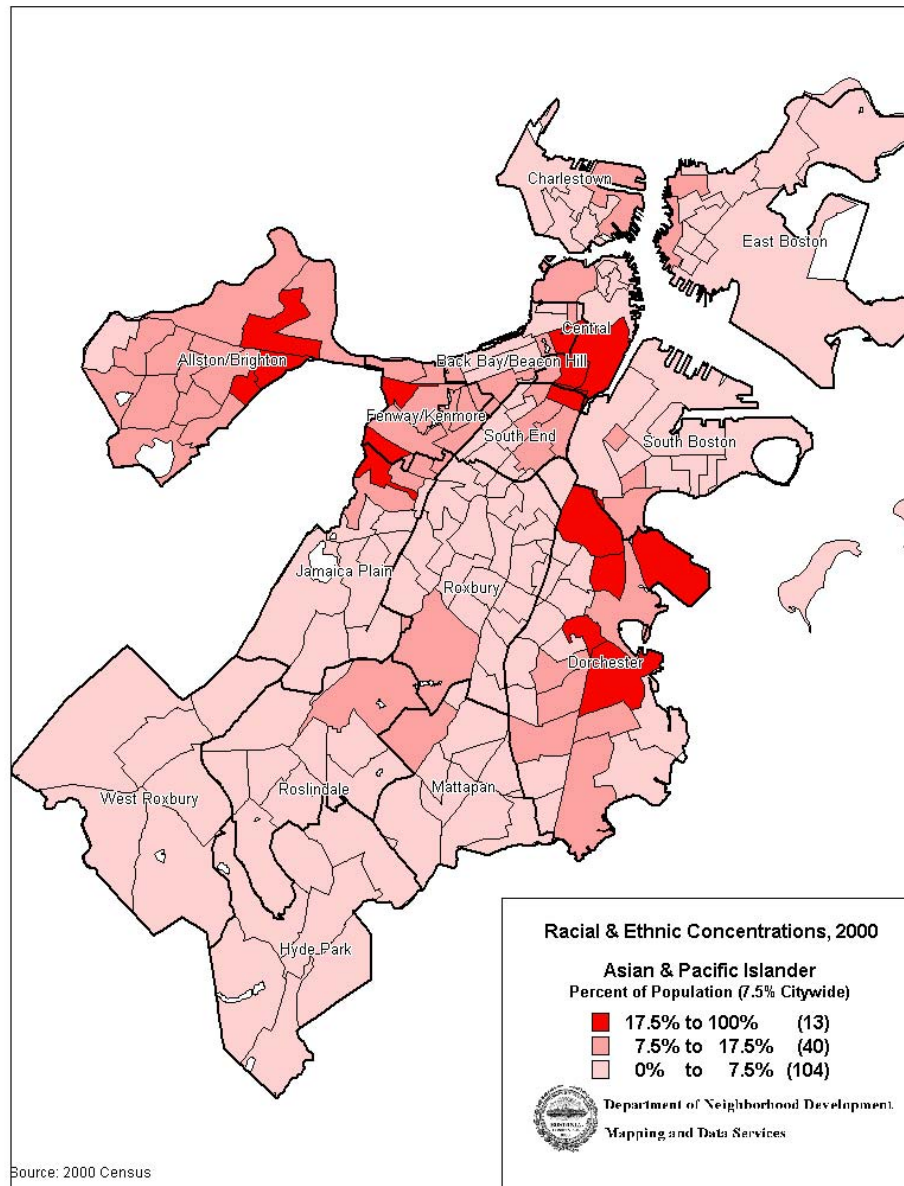 Charlestown
East Boston
Central
Allston/Brighton
Back Bay/Beacon Hill
Fenway/Kenmore
South End
South Boston
Jamaica Plain
Roxbury
Dorchester
West Roxbury
Roslindale
Mattapan
Hyde Park
Racial & Ethnic Concentrations, 2000
Asian & Pacific Islander
Percent of Population (7.5% Citywide)
17.5% to 100% (13)
7.5% to 17.5% (40)
0% to 7.5% (104)
Department of Neighborhood Development
Mapping and Data Services
Source: 2000 Census